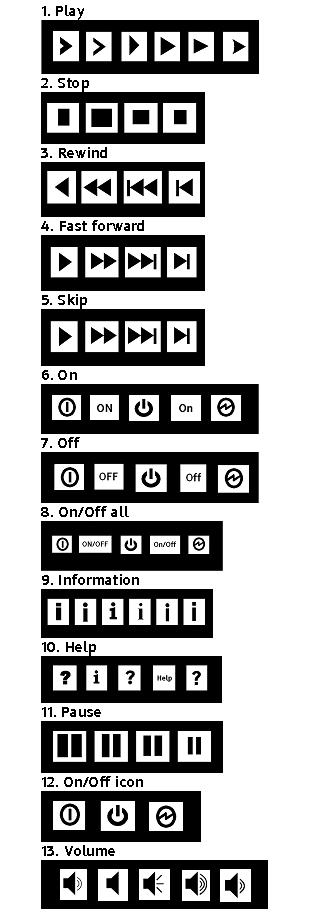 1. Play
2. Stop
3. Rewind
4. Fast forward
5. Skip
6. On
ON On
7. Off
OFF Off
8. On/Off all
ON/OFF On/Off
9. Information
i i i i i i
10. Help
? i ? Help ?
11. Pause
12. On/Off icon
13. Volume